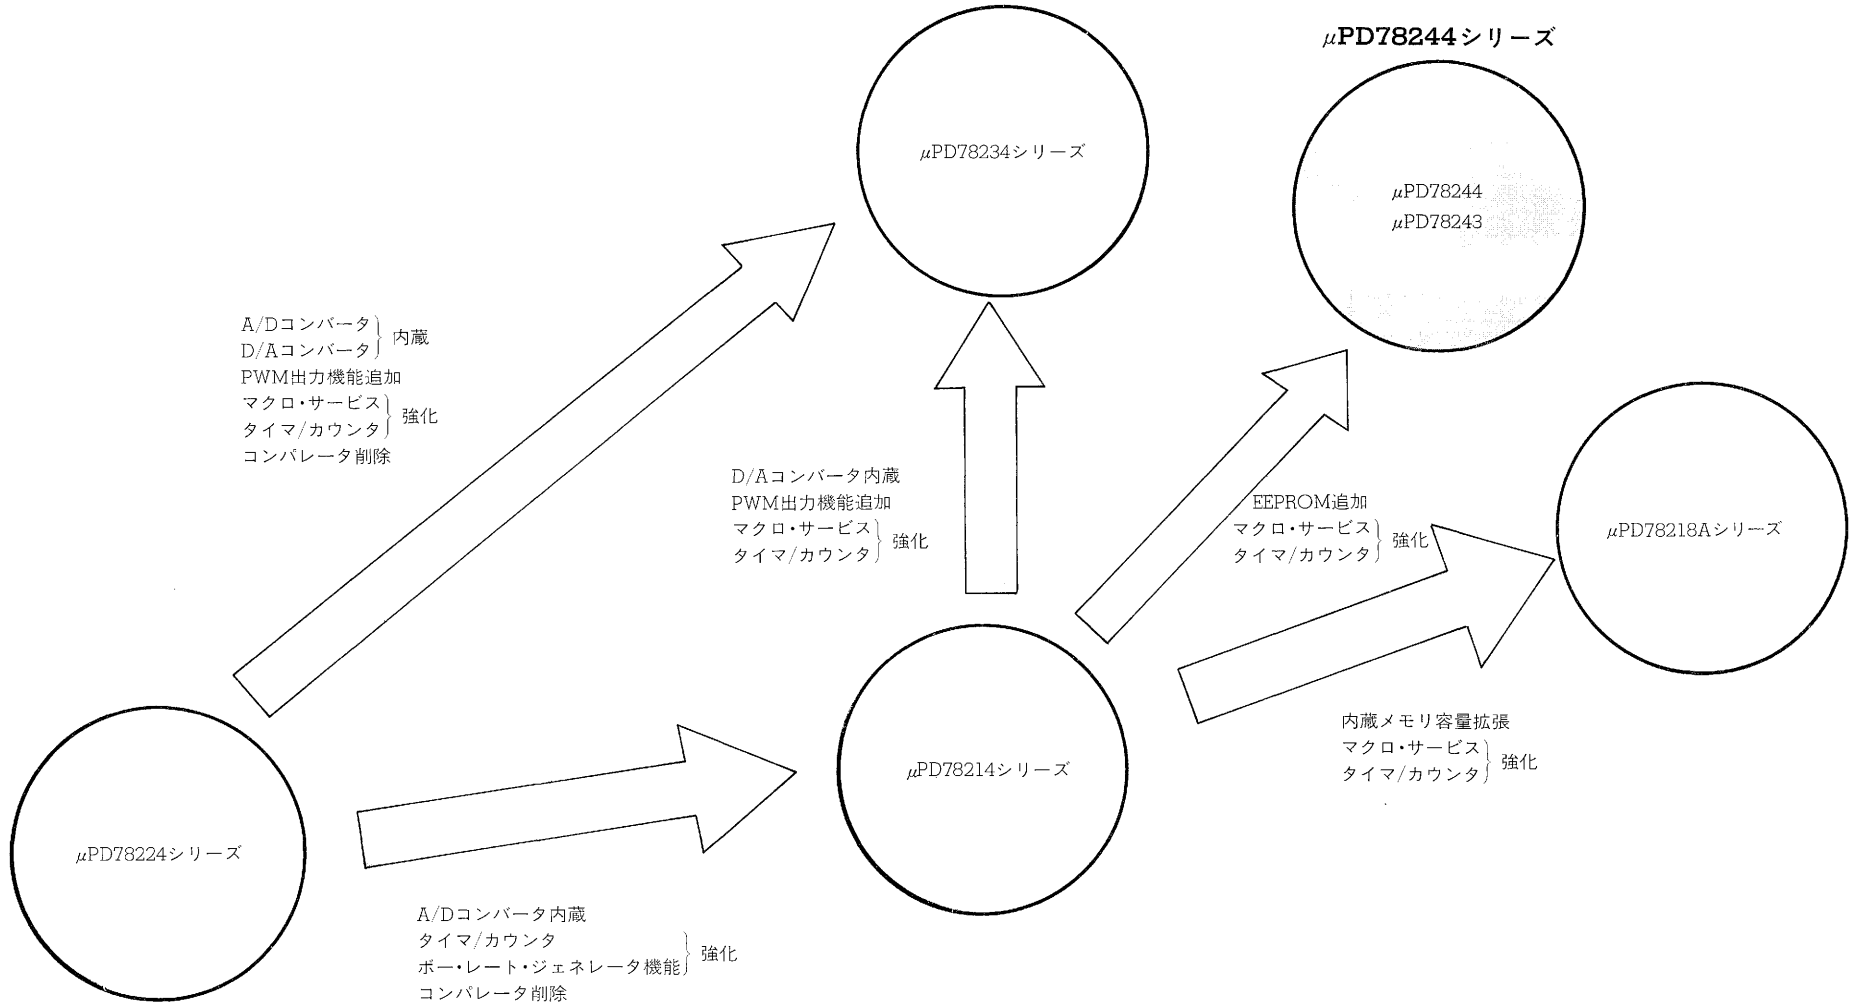 μPD78244シリーズ
μPD78234シリーズ
μPD78244
μPD78243
A/Dコンバータ
D/Aコンバータ
内蔵
PWM出力機能追加
マクロ・サービス
タイマ/カウンタ
強化
コンパレータ削除
D/Aコンバータ内蔵
PWM出力機能追加
マクロ・サービス
タイマ/カウンタ
強化
EEPROM追加
マクロ・サービス
タイマ/カウンタ
強化
μPD78218Aシリーズ
内蔵メモリ容量拡張
マクロ・サービス
タイマ/カウンタ
強化
μPD78214シリーズ
μPD78224シリーズ
A/Dコンバータ内蔵
タイマ/カウンタ
ボー・レート・ジェネレータ機能
強化
コンパレータ削除